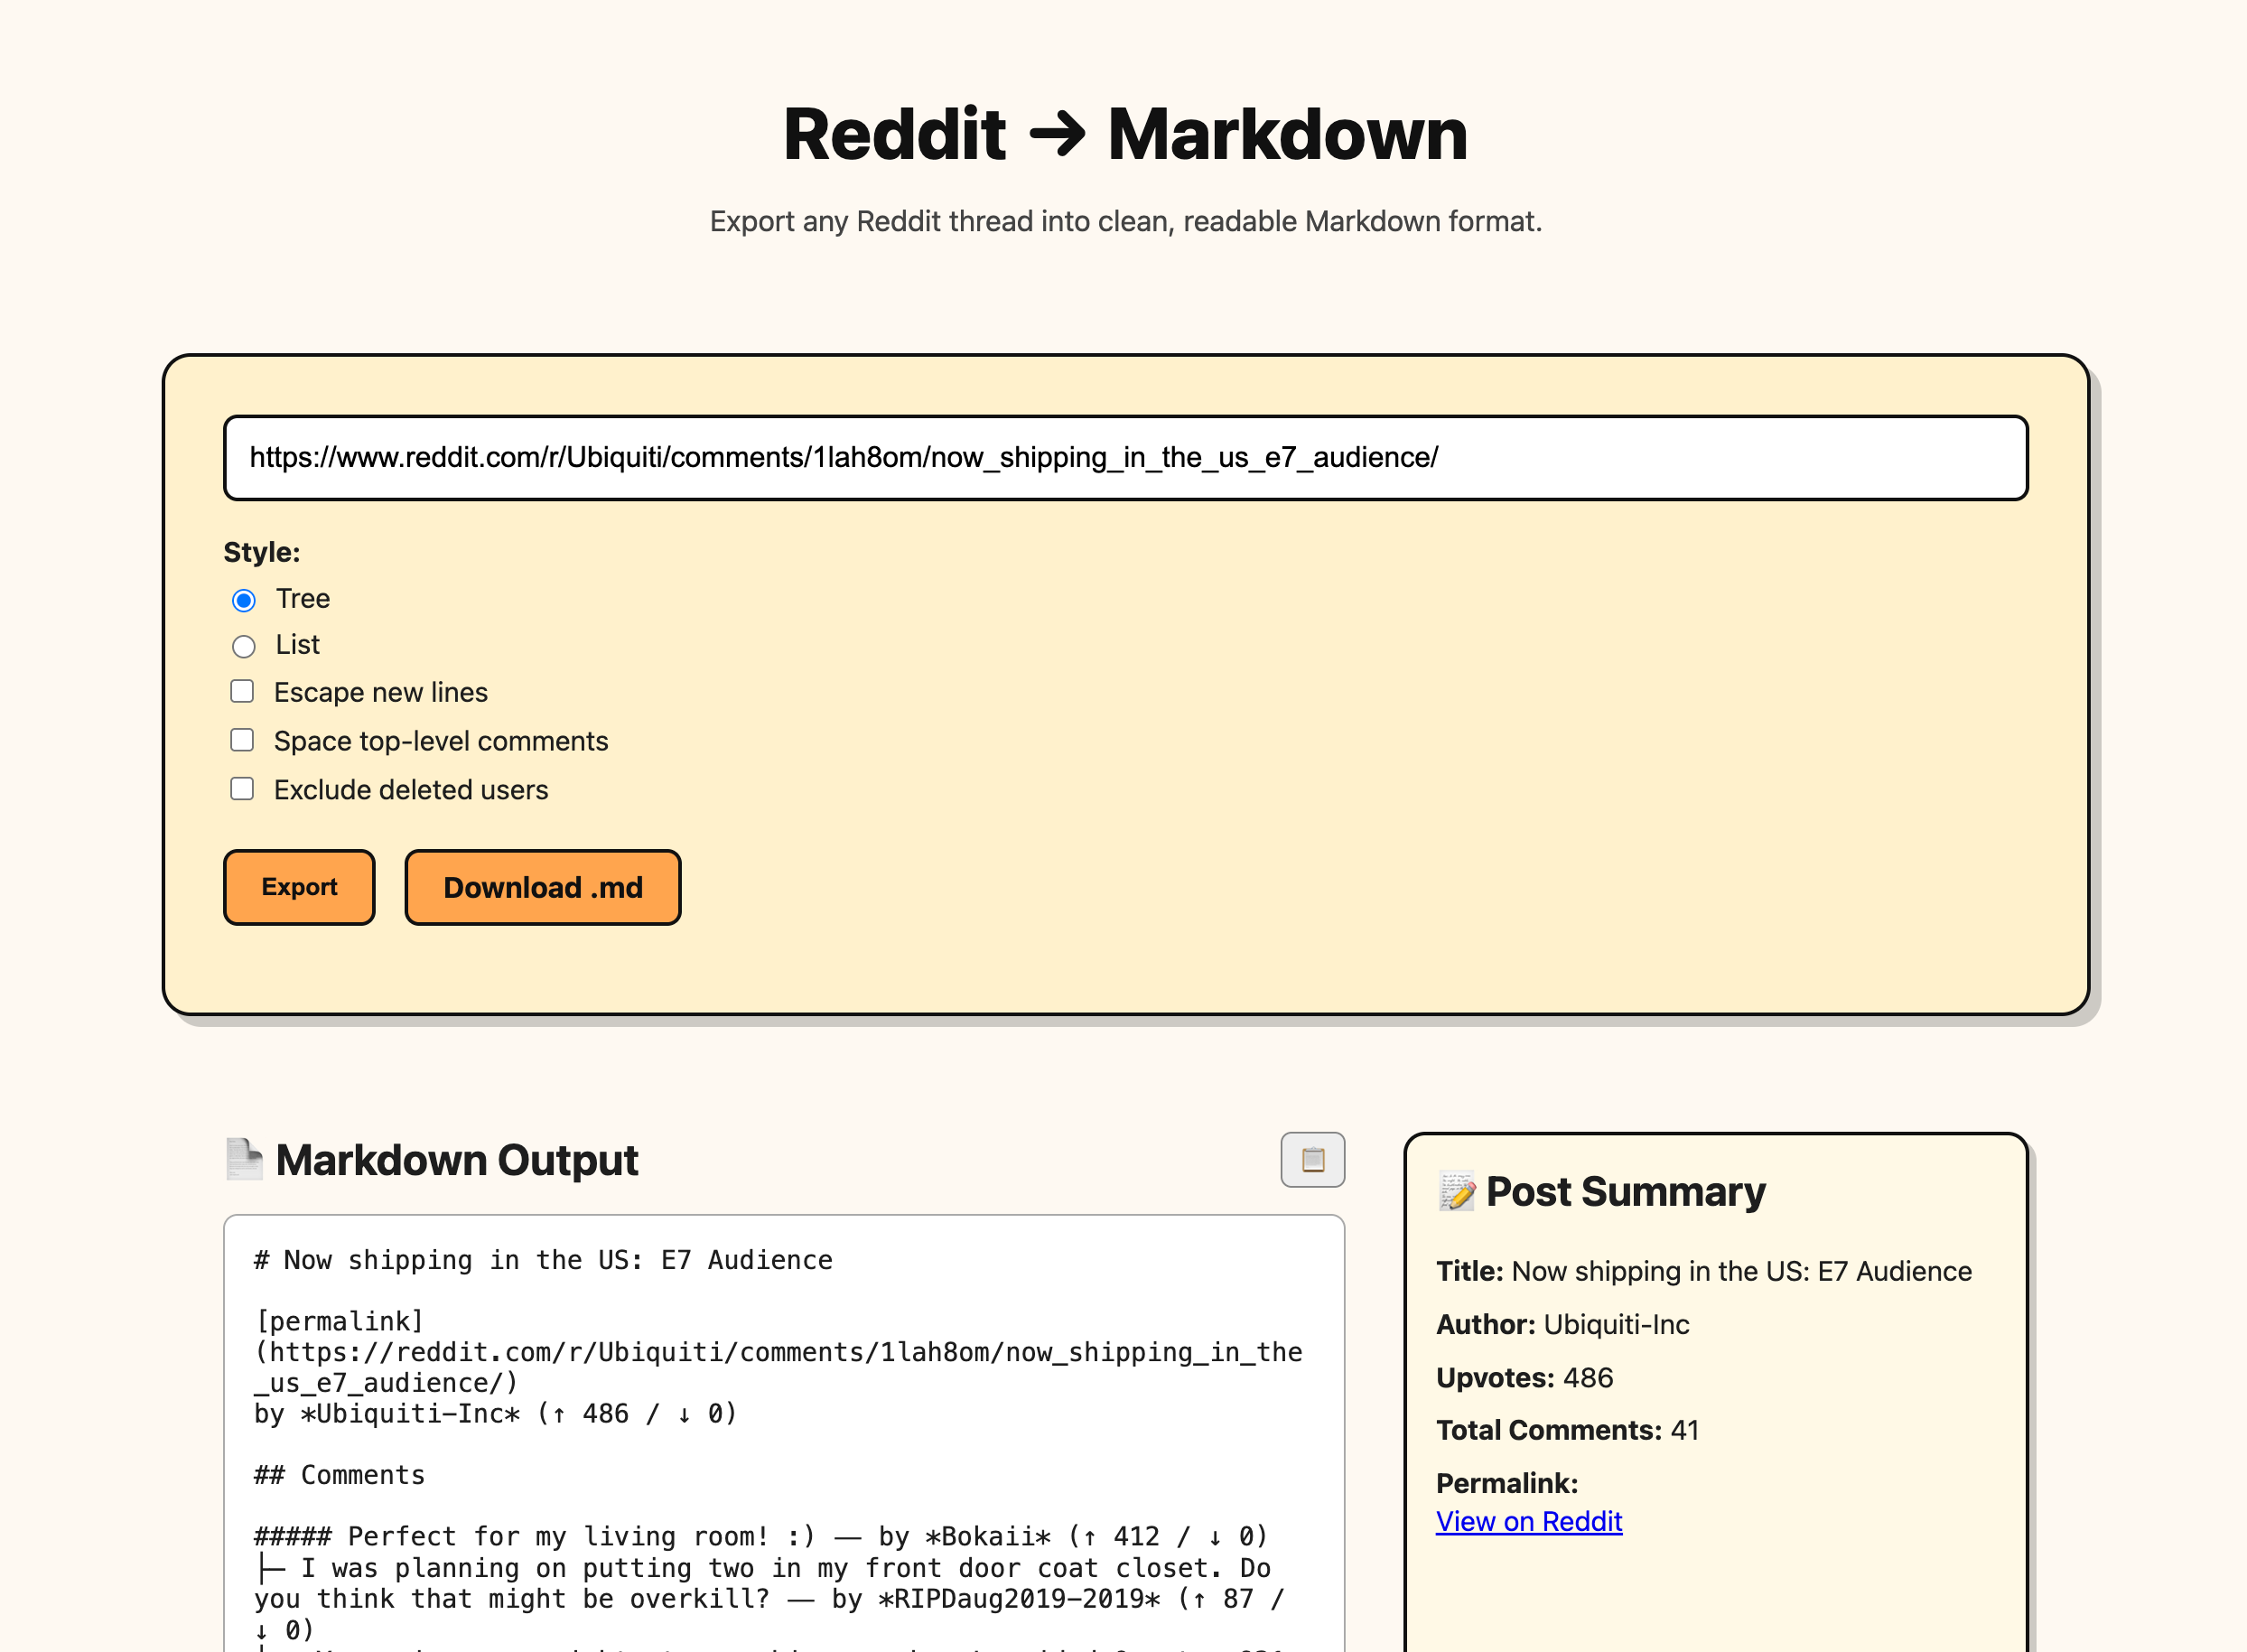 Reddit → Markdown
Export any Reddit thread into clean, readable Markdown format.
https://www.reddit.com/r/Ubiquiti/comments/1lah8om/now_shipping_in_the_us_e7_audience/
Style:
Tree
List
Escape new lines
Space top-level comments
Exclude deleted users
Export
Download .md
Markdown Output
# Now shipping in the US: E7 Audience
[permalink]
(https://reddit.com/r/Ubiquiti/comments/1lah8om/now_shipping_in_the
_us_e7_audience/)
by *Ubiquiti-Inc* (↑ 486 / ↓ 0)
## Comments
##### Perfect for my living room! :) — by *Bokaii* (↑ 412 / ↓ 0)
├─ I was planning on putting two in my front door coat closet. Do
you think that might be overkill? — by *RIPDaug2019-2019* (↑ 87 /
↓ 0)
Post Summary
Title: Now shipping in the US: E7 Audience
Author: Ubiquiti-Inc
Upvotes: 486
Total Comments: 41
Permalink:
View on Reddit